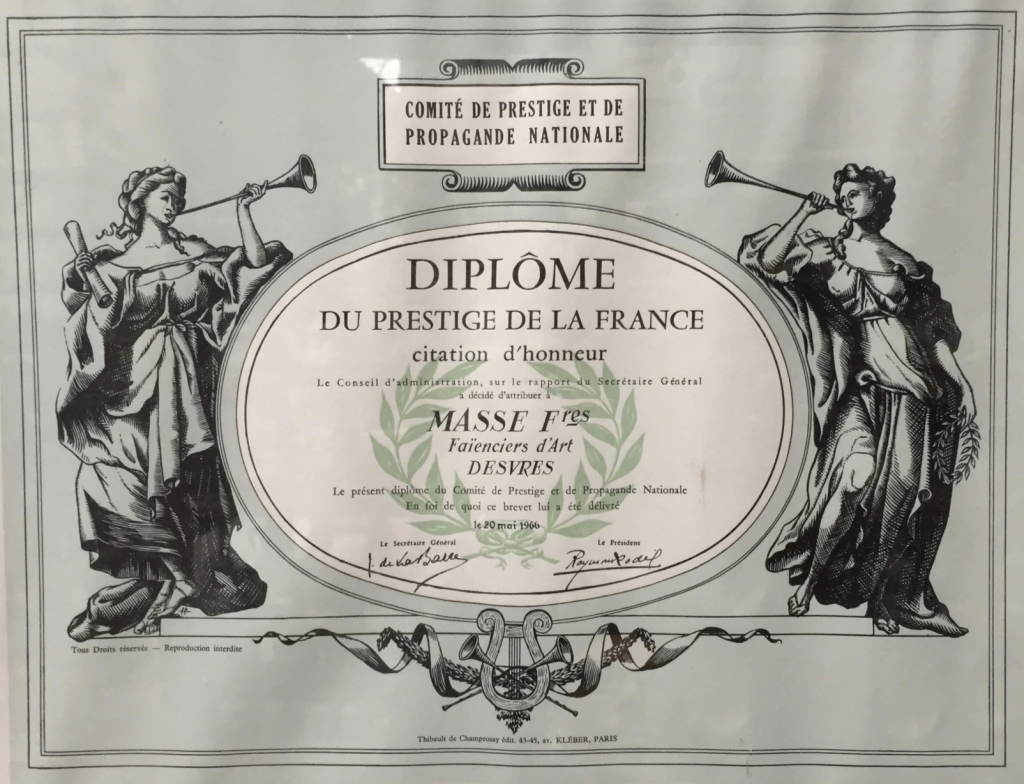 COMITÉ DE PRESTIGE ET DE
PROPAGANDE NATIONALE
DIPLÔME
DU PRESTIGE DE LA FRANCE
citation d'honneur
Le Conseil d'administration, sur le rapport du Secrétaire Général
a décidé d'attribuer à
MASSE Fres
Faïenciers d'Art
DESVRES
Le présent diplôme du Comité de Prestige et de Propagande Nationale
En foi de quoi ce brevet lui a été délivré
le 20 mai 1966
Le Secrétaire Général Le Président
Tous Droits réservés — Reproduction interdite
Thibault de Champrosay édit. 43-45, av. KLÉBER, PARIS